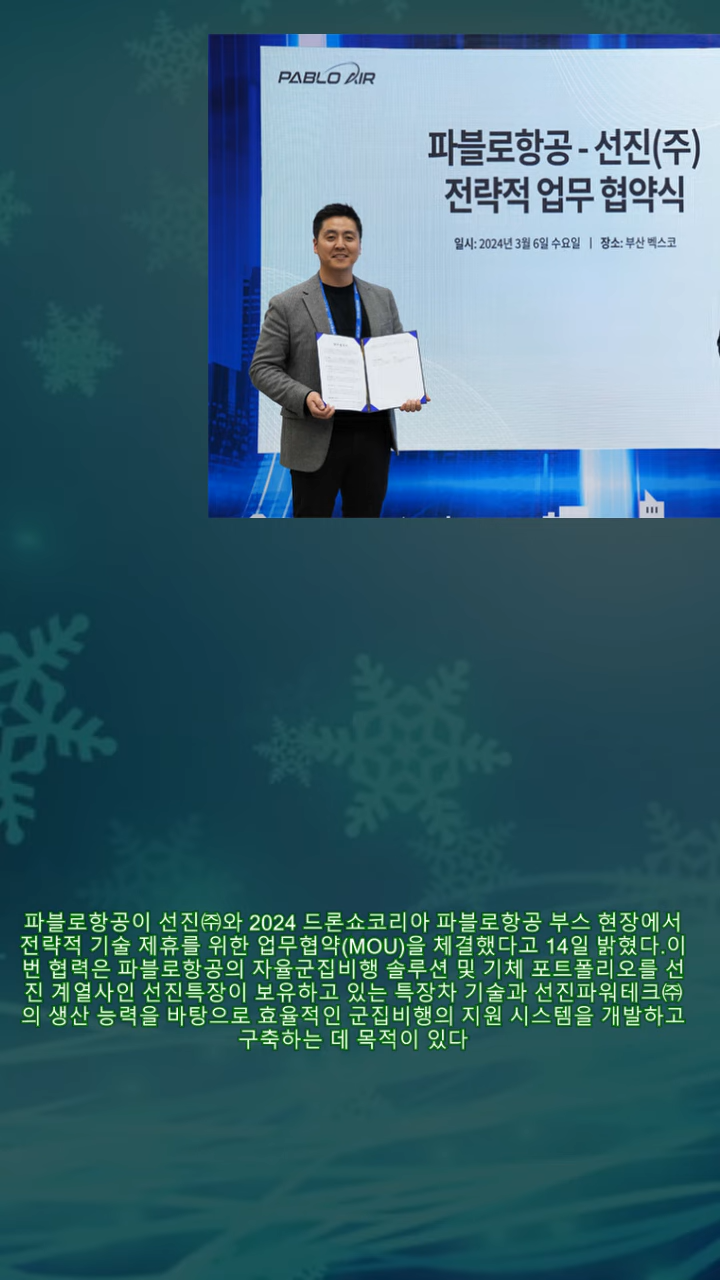 PABLO AIR
파블로항공 - 선진(주)
전략적 업무 협약식
일시: 2024년 3월 6일 수요일 | 장소: 부산 벡스코
파블로항공이 선진㈜와 2024 드론쇼코리아 파블로항공 부스 현장에서
전략적 기술 제휴를 위한 업무협약(MOU)을 체결했다고 14일 밝혔다.이
번 협력은 파블로항공의 자율군집비행 솔루션 및 기체 포트폴리오를 선
진 계열사인 선진특장이 보유하고 있는 특장차 기술과 선진파워테크㈜
의 생산 능력을 바탕으로 효율적인 군집비행의 지원 시스템을 개발하고
구축하는 데 목적이 있다